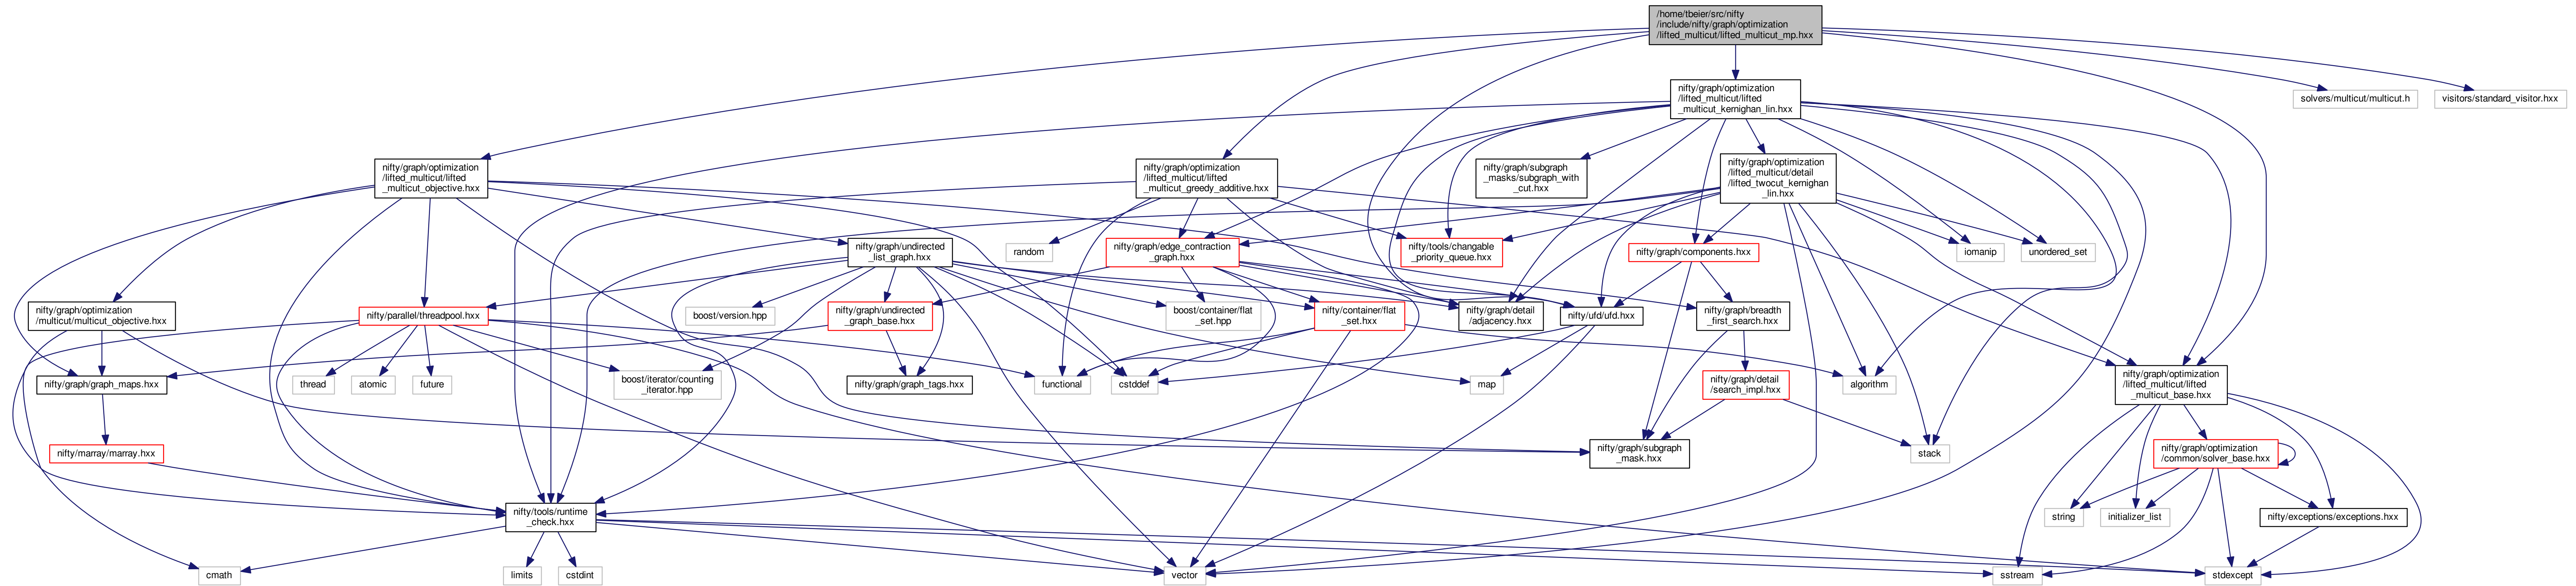 /home/tbeier/src/nifty
/include/nifty/graph/optimization
/lifted_multicut/lifted_multicut_mp.hxx
nifty/graph/optimization
/lifted_multicut/lifted
_multicut_kernighan_lin.hxx
solvers/multicut/multicut.h
visitors/standard_visitor.hxx
nifty/graph/optimization
/lifted_multicut/lifted
_multicut_objective.hxx
nifty/graph/optimization
/lifted_multicut/lifted
_multicut_greedy_additive.hxx
nifty/graph/subgraph
_masks/subgraph_with
_cut.hxx
nifty/graph/optimization
/lifted_multicut/detail
/lifted_twocut_kernighan
_lin.hxx
nifty/graph/undirected
_list_graph.hxx
random
nifty/graph/edge_contraction
_graph.hxx
nifty/tools/changable
_priority_queue.hxx
nifty/graph/components.hxx
iomanip
unordered_set
nifty/graph/optimization
/multicut/multicut_objective.hxx
nifty/parallel/threadpool.hxx
boost/version.hpp
nifty/graph/undirected
_graph_base.hxx
boost/container/flat
_set.hpp
nifty/container/flat
_set.hxx
nifty/graph/detail
/adjacency.hxx
nifty/ufd/ufd.hxx
nifty/graph/breadth
_first_search.hxx
nifty/graph/graph_maps.hxx
thread
atomic
future
boost/iterator/counting
_iterator.hpp
nifty/graph/graph_tags.hxx
functional
cstddef
map
nifty/graph/detail
/search_impl.hxx
algorithm
nifty/graph/optimization
/lifted_multicut/lifted
_multicut_base.hxx
nifty/marray/marray.hxx
nifty/graph/subgraph
_mask.hxx
stack
nifty/graph/optimization
/common/solver_base.hxx
nifty/tools/runtime
_check.hxx
string
initializer_list
nifty/exceptions/exceptions.hxx
cmath
limits
cstdint
vector
sstream
stdexcept